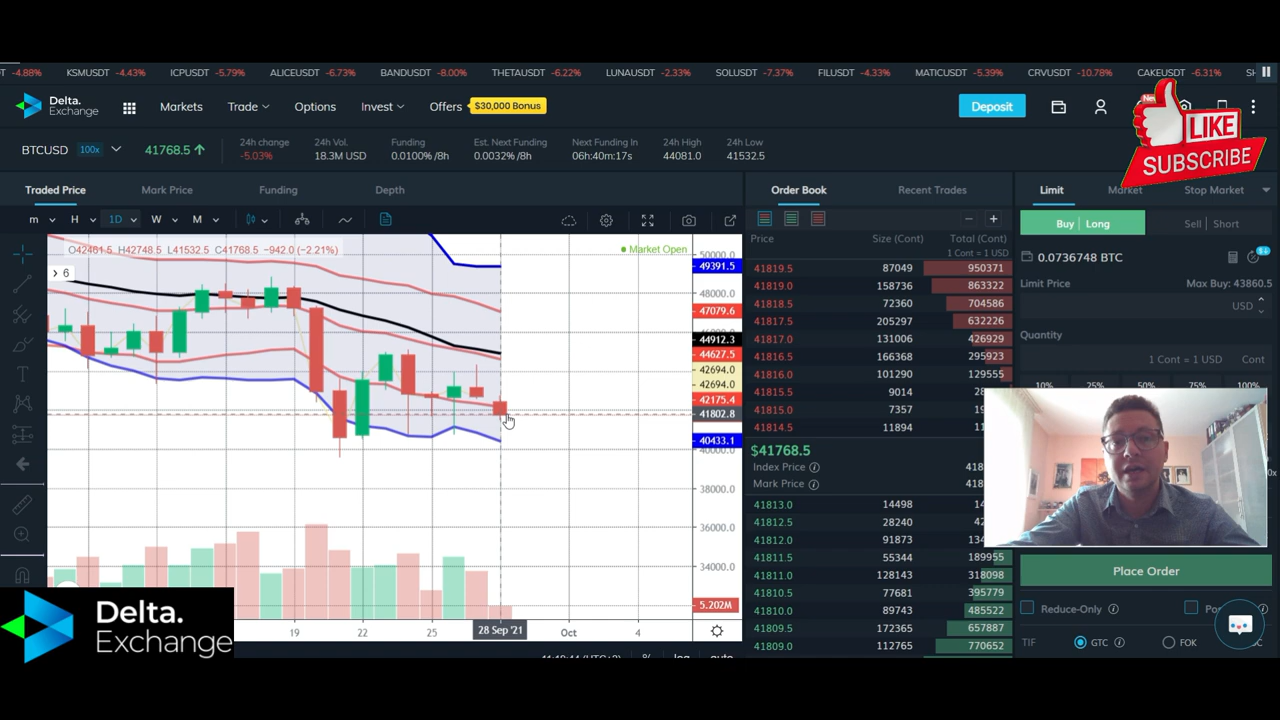 T -4.88% KSMUSDT -4.43% ICPUSDT -5.79% ALICEUSDT -6.73% BANDUSDT -8.00% THETAUSDT -6.22% LUNAUSDT -2.33% SOLUSDT -7.37% FILUSDT -4.33% MATICUSDT -5.39% CRVUSDT -10.78% CAKEUSDT -6.31%
Delta.
Exchange
Markets Trade Options Invest Offers $30,000 Bonus Deposit
New
LIKE
SUBSCRIBE
BTCUSD 100x 41768.5
24h change 24h Vol. Funding Est. Next Funding Next Funding In 24h High 24h Low
-5.03% 18.3M USD 0.0100% /8h 0.0032% /8h 06h:40m:17s 44081.0 41532.5
Traded Price Mark Price Funding Depth
Order Book Recent Trades
Limit Market Stop Market
m H 1D W M
O42461.5 H42748.5 L41532.5 C41768.5 -942.0 (-2.21%)
Market Open
6
50000.0
49391.5
48000.0
47079.6
44912.3
44627.5
42694.0
42694.0
42175.4
41802.8
40433.1
40000.0
38000.0
36000.0
34000.0
5.202M
19 22 25 28 Sep '21 Oct 4
log auto
Price Size (Cont) Total (Cont)
1 Cont = 1 USD
41819.5 87049 950371
41819.0 158736 863322
41818.5 72360 704586
41817.5 205297 632226
41817.0 131006 426929
41816.5 166368 295923
41816.0 101290 129555
41815.5 9014
41815.0 7357
41814.5 11894
$41768.5
Index Price 418
Mark Price 418
41813.0 14498
41812.5 28240
41812.0 91873
41811.5 55344 189955
41811.0 128143 318098
41810.5 77681 395779
41810.0 89743 485522
41809.5 172365 657887
41809.0 112765 770652
Buy | Long Sell | Short
0.0736748 BTC
Limit Price Max Buy: 43860.5
USD
Quantity
1 Cont = 1 USD Cont
10% 25% 50% 75% 100%
Place Order
Reduce-Only
TIF GTC FOK
Delta.
Exchange